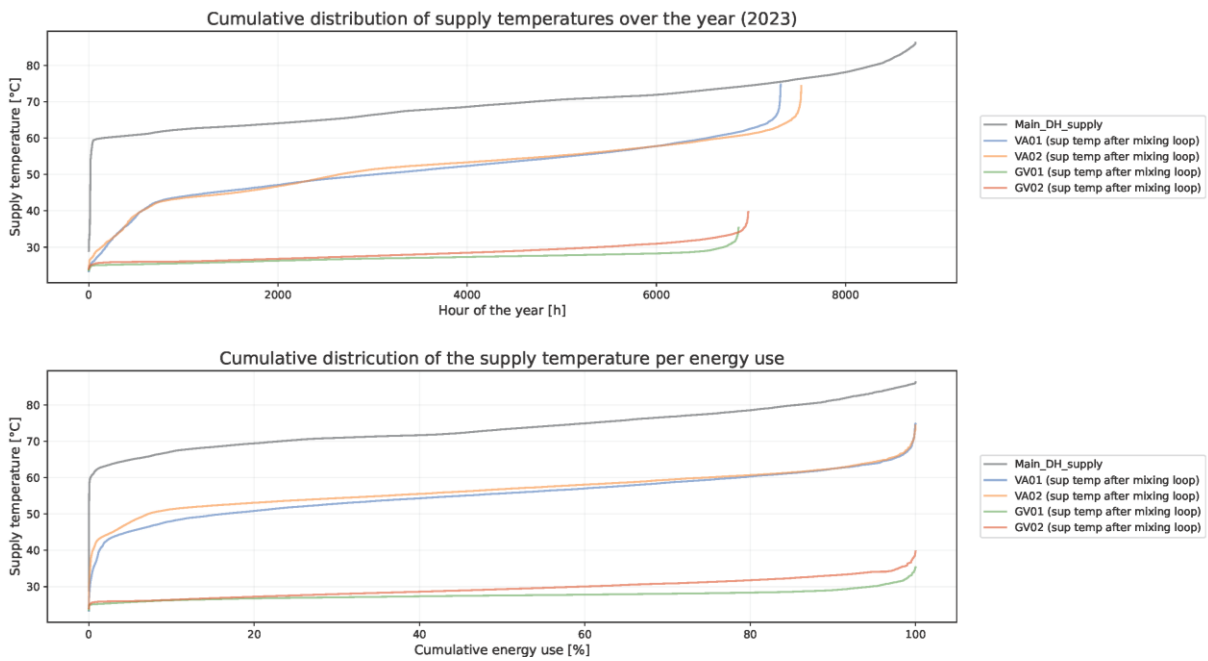 Cumulative distribution of supply temperatures over the year (2023)
Supply temperature [°C]
80
70
60
50
40
30
0
2000
4000
6000
8000
Hour of the year [h]
Main_DH_supply
VA01 (sup temp after mixing loop)
VA02 (sup temp after mixing loop)
GV01 (sup temp after mixing loop)
GV02 (sup temp after mixing loop)
Cumulative districution of the supply temperature per energy use
Supply temperature [°C]
80
70
60
50
40
30
0
20
40
60
80
100
Cumulative energy use [%]
Main_DH_supply
VA01 (sup temp after mixing loop)
VA02 (sup temp after mixing loop)
GV01 (sup temp after mixing loop)
GV02 (sup temp after mixing loop)